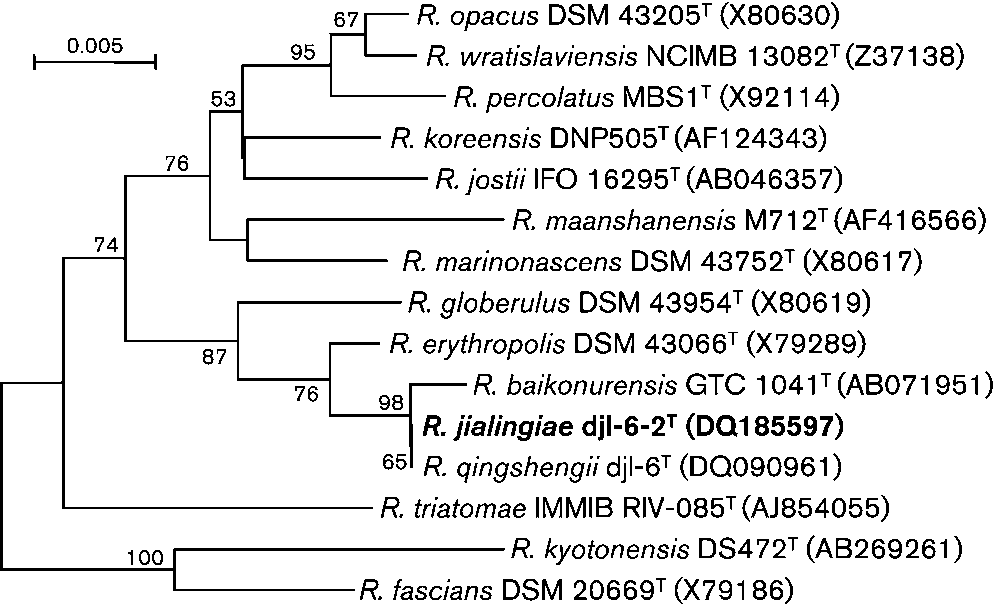 67 R. opacus DSM 43205ᵀ (X80630)
0.005
95 R. wratislaviensis NCIMB 13082ᵀ (Z37138)
R. percolatus MBS1ᵀ (X92114)
53
R. koreensis DNP505ᵀ (AF124343)
76
R. jostii IFO 16295ᵀ (AB046357)
R. maanshanensis M712ᵀ (AF416566)
74
R. marinonascens DSM 43752ᵀ (X80617)
R. globerulus DSM 43954ᵀ (X80619)
87 R. erythropolis DSM 43066ᵀ (X79289)
76 R. baikonurensis GTC 1041ᵀ (AB071951)
98
R. jialingiae djl-6-2ᵀ (DQ185597)
65 R. qingshengii djl-6ᵀ (DQ090961)
R. triatomae IMMIB RIV-085ᵀ (AJ854055)
100 R. kyotonensis DS472ᵀ (AB269261)
R. fascians DSM 20669ᵀ (X79186)